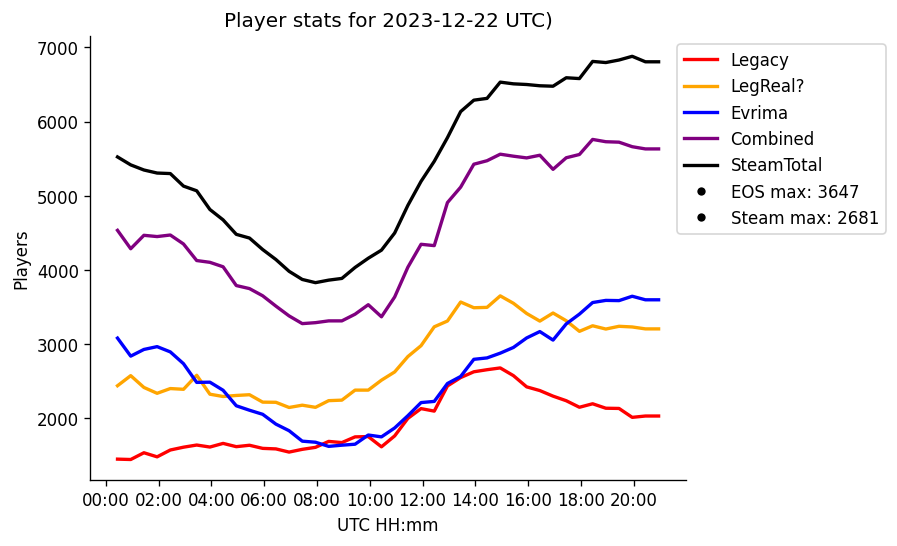 Player stats for 2023-12-22 UTC)
Players
7000
6000
5000
4000
3000
2000
00:00 02:00 04:00 06:00 08:00 10:00 12:00 14:00 16:00 18:00 20:00
UTC HH:mm
Legacy
LegReal?
Evrima
Combined
SteamTotal
EOS max: 3647
Steam max: 2681